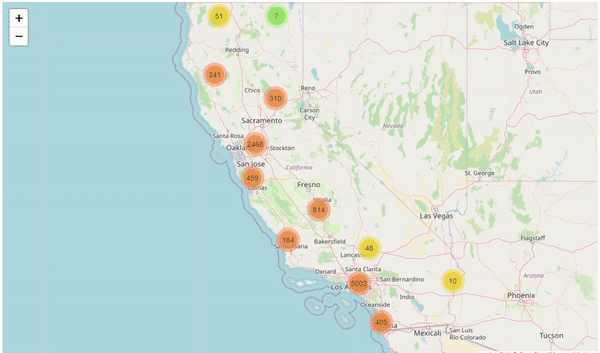 +
−
51
7
Ogden
Salt Lake City
Redding
Provo
241
Utah
Chico
310
Reno
Carson
City
Nevada
Sacramento
Santa Rosa
2468
Stockton
San Jose
California
St. George
459
Fresno
814
Las Vegas
184
Bakersfield
48
Flagstaff
Santa Clarita
10
Arizona
Oxnard
5003
San Bernardino
Indio
Phoenix
Oceanside
405
Mexicali
San Luis
Río Colorado
Tucson